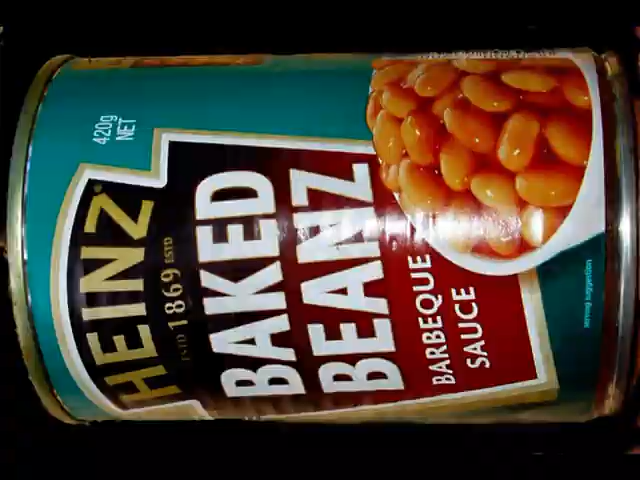 420g
NET
HEINZ
ESTD 1869 ESTD
BAKED
BEANZ
BARBEQUE
SAUCE
serving suggestion